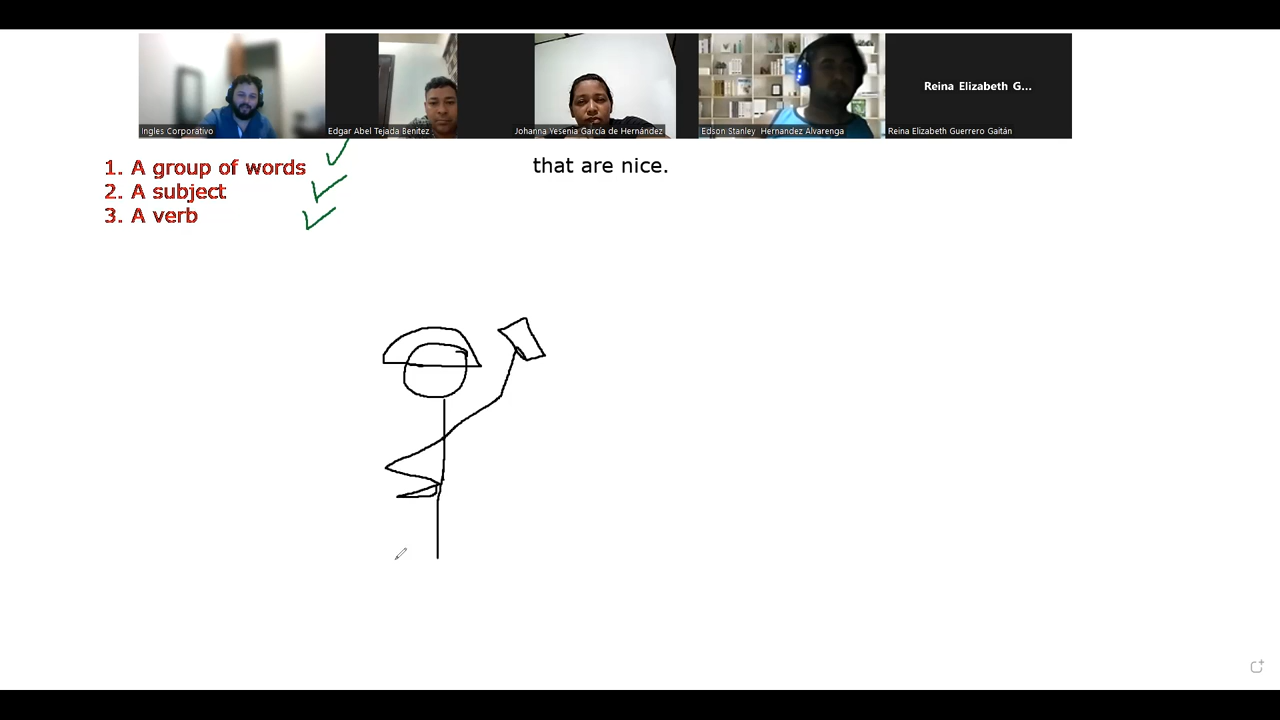 Reina Elizabeth G...
Ingles Corporativo
Edgar Abel Tejada Benitez
Johanna Yesenia García de Hernández
Edson Stanley Hernandez Alvarenga
Reina Elizabeth Guerrero Gaitán
1. A group of words
2. A subject
3. A verb
that are nice.